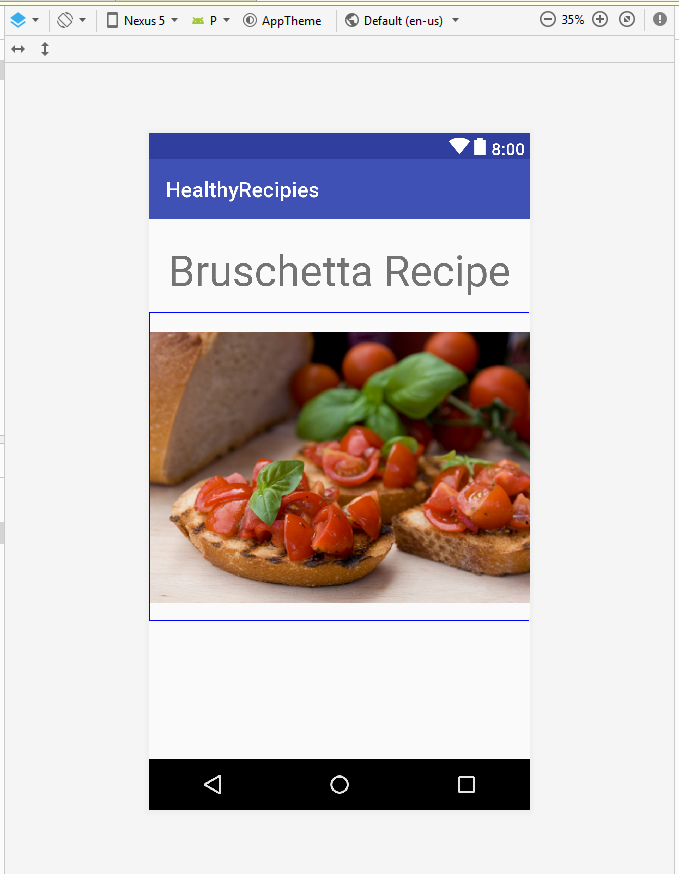 Nexus 5 P AppTheme Default (en-us) 35%
8:00
HealthyRecipies
Bruschetta Recipe